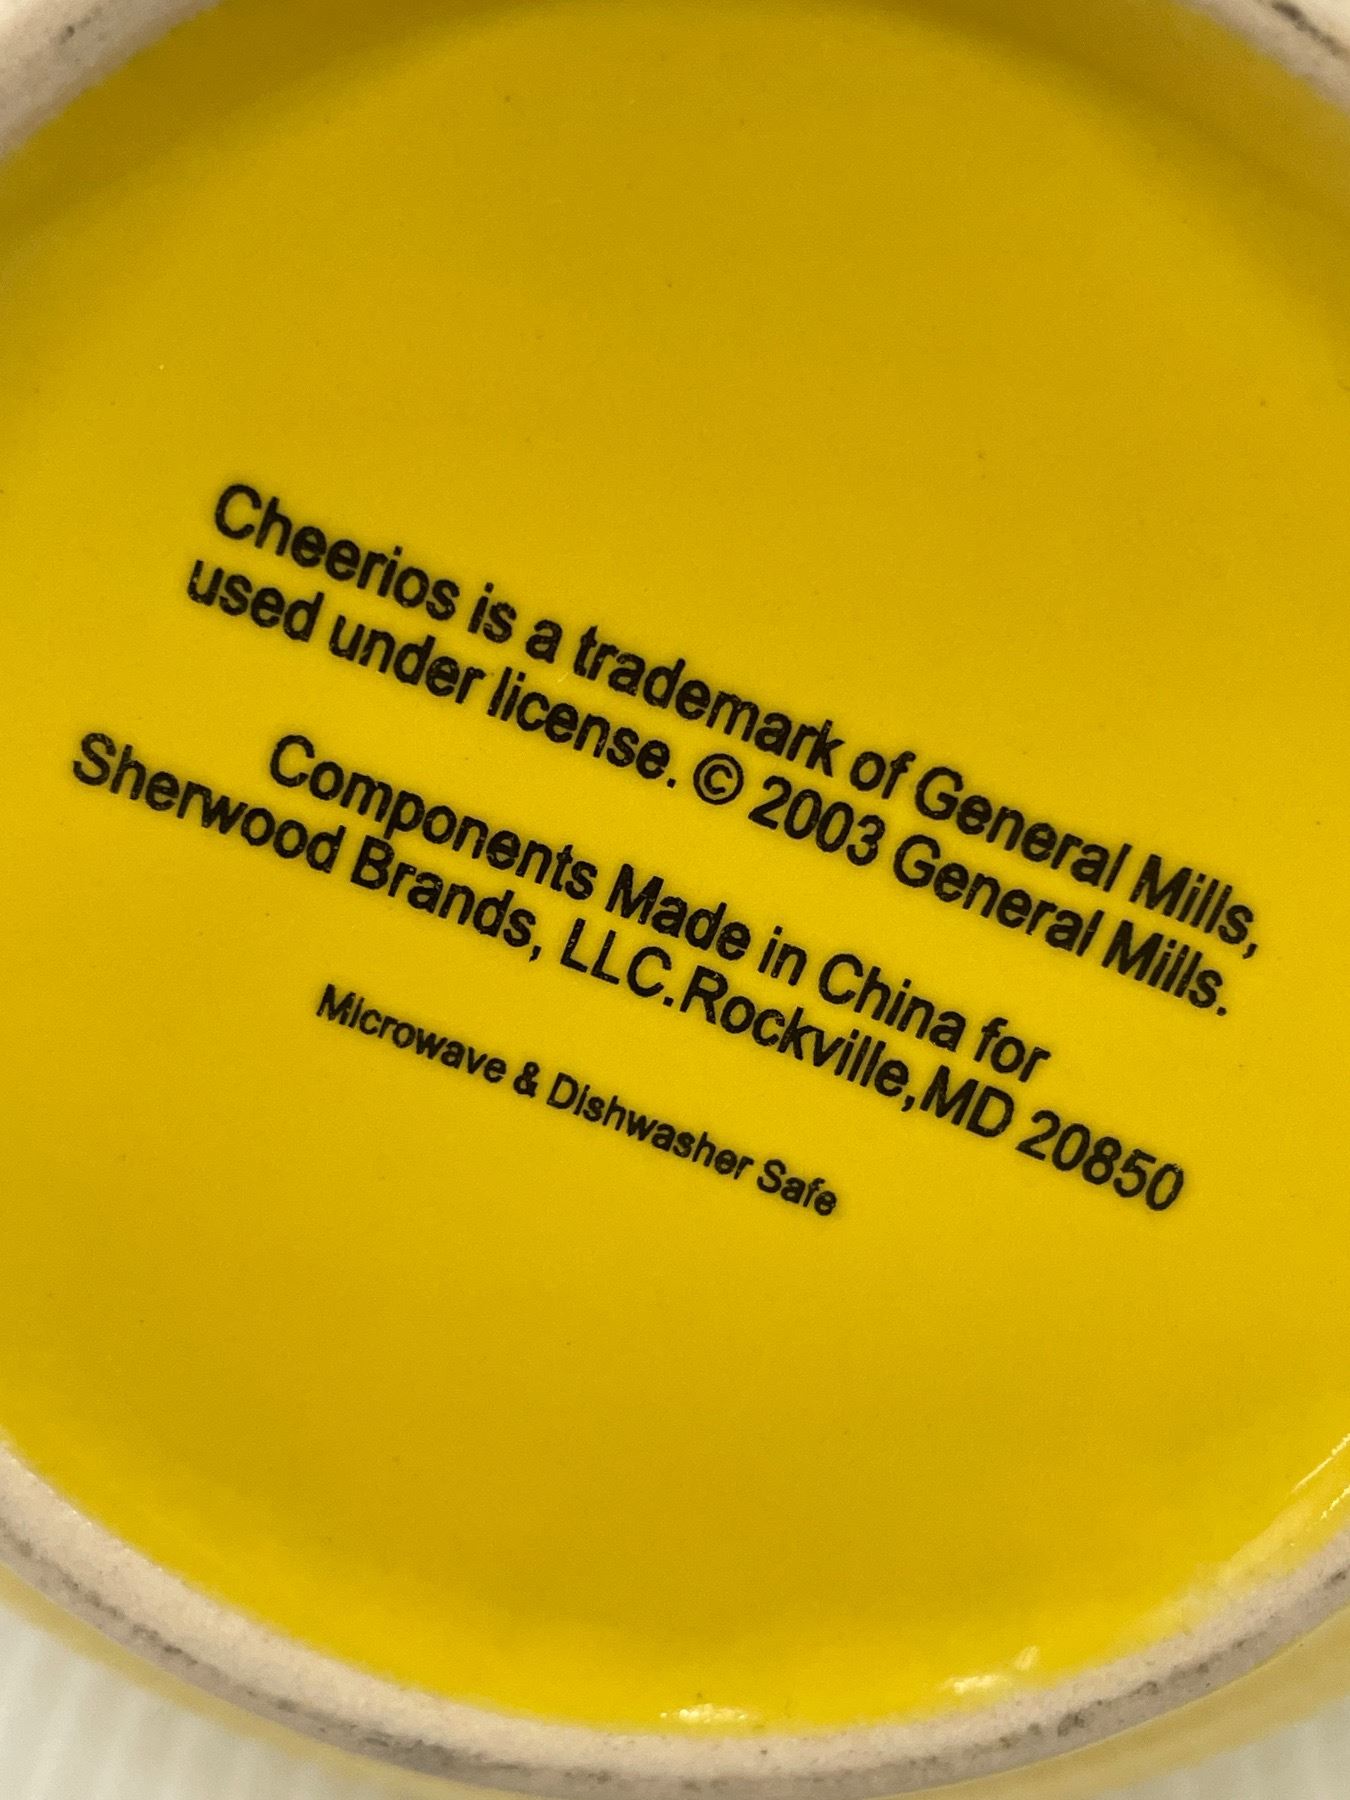 Cheerios is a trademark of General Mills,
used under license. © 2003 General Mills.
Components Made in China for
Sherwood Brands, LLC.Rockville,MD 20850
Microwave & Dishwasher Safe